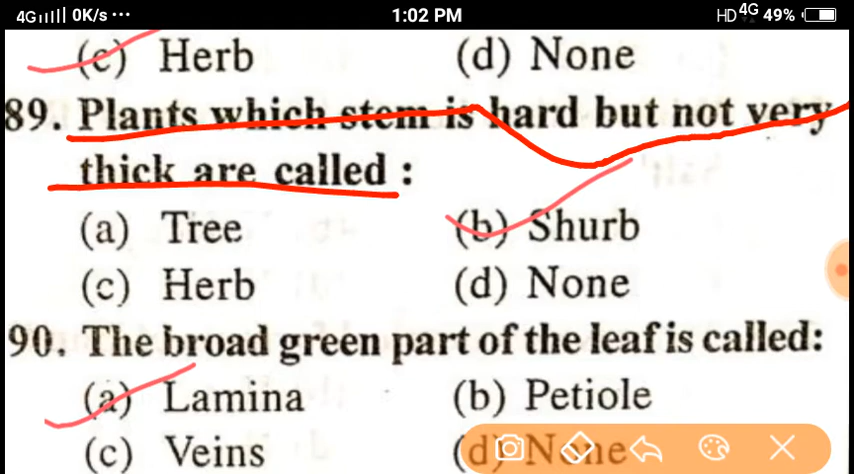 4G OK/s ... 1:02 PM HD 4G 49%
(c) Herb (d) None
89. Plants which stem is hard but not very
thick are called :
(a) Tree (b) Shurb
(c) Herb (d) None
90. The broad green part of the leaf is called:
(a) Lamina (b) Petiole
(c) Veins (d) None